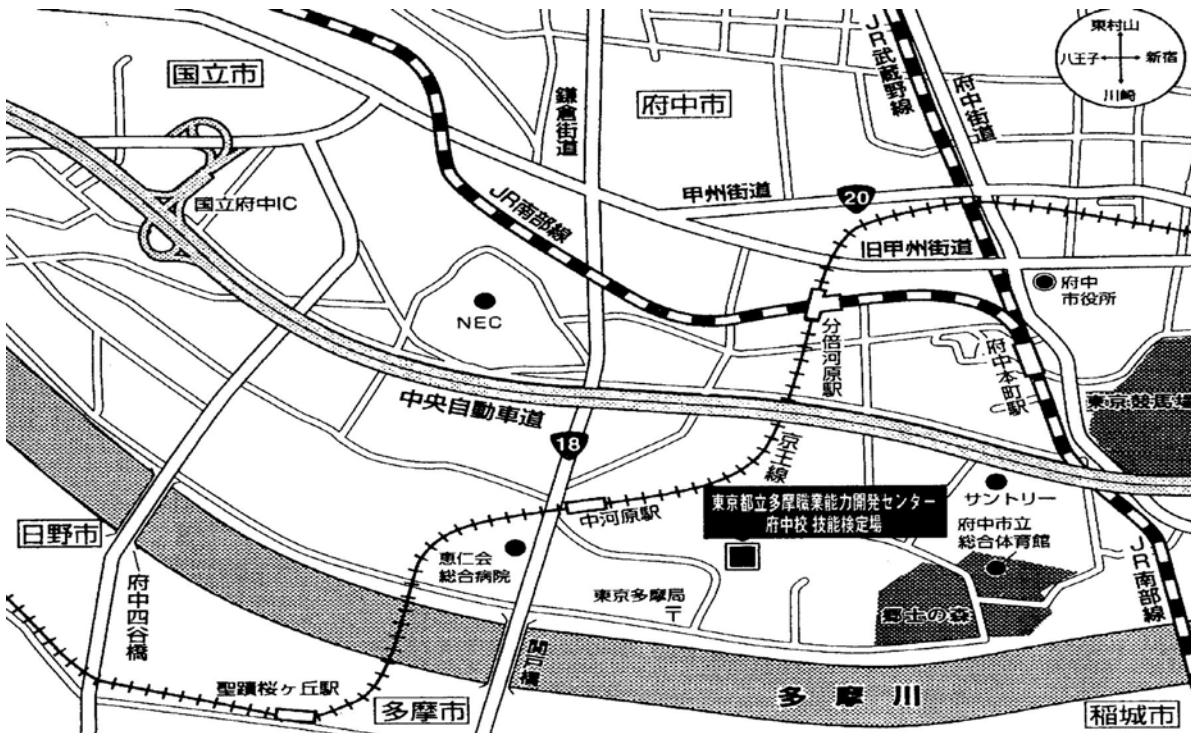 東村山
八王子
新宿
川崎
国立市
鎌倉街道
府中市
JR武蔵野線
府中街道
国立府中IC
JR南部線
甲州街道
20
旧甲州街道
府中
市役所
NEC
分倍河原駅
府中本町駅
東京競馬場
中央自動車道
18
京王線
東京都立多摩職業能力開発センター
府中校 技能検定場
サントリー
府中市立
総合体育館
中河原駅
日野市
恵仁会
総合病院
JR南部線
府中四谷橋
東京多摩局
〒
郷土の森
関戸橋
聖蹟桜ヶ丘駅
多摩市
多摩川
稲城市